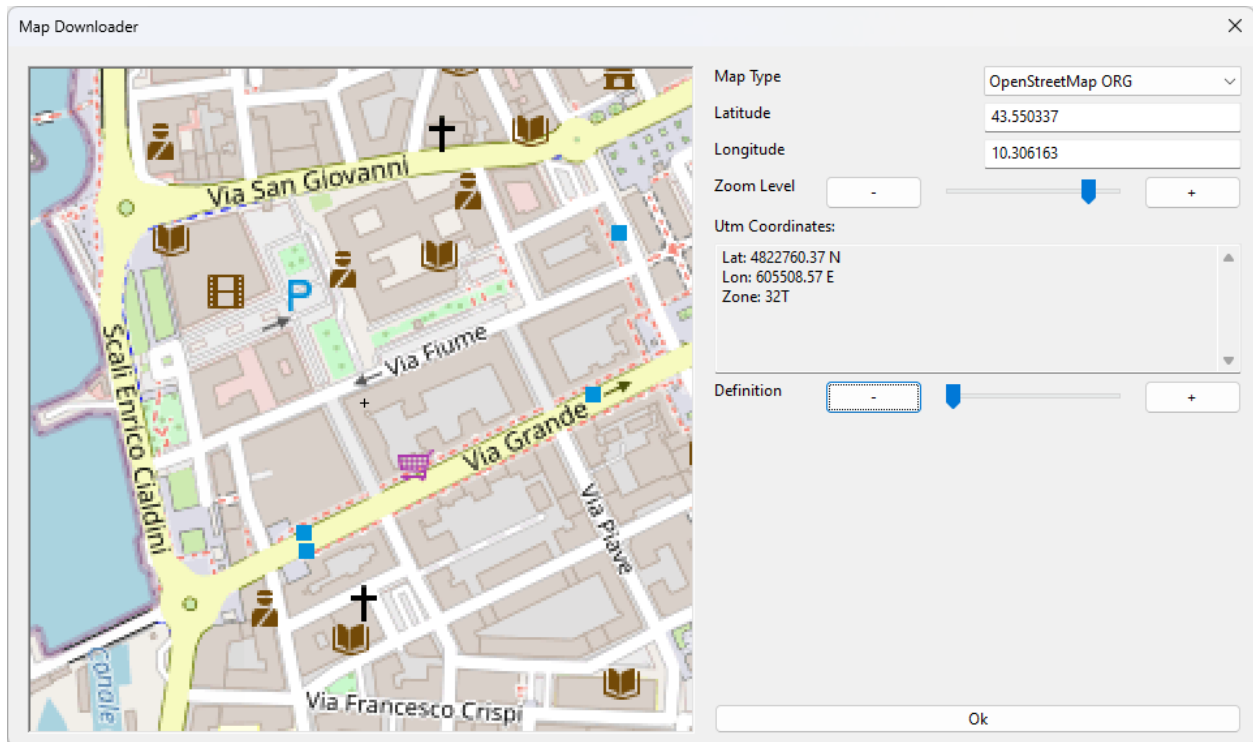 Map Downloader
Map Type
OpenStreetMap ORG
Latitude
43.550337
Longitude
10.306163
Zoom Level
-
+
Utm Coordinates:
Lat: 4822760.37 N
Lon: 605508.57 E
Zone: 32T
Definition
-
+
Ok
Via San Giovanni
P
Via Fiume
Scali Enrico Cialdini
Via Grande
Via Piave
Via Francesco Crispi
Canale